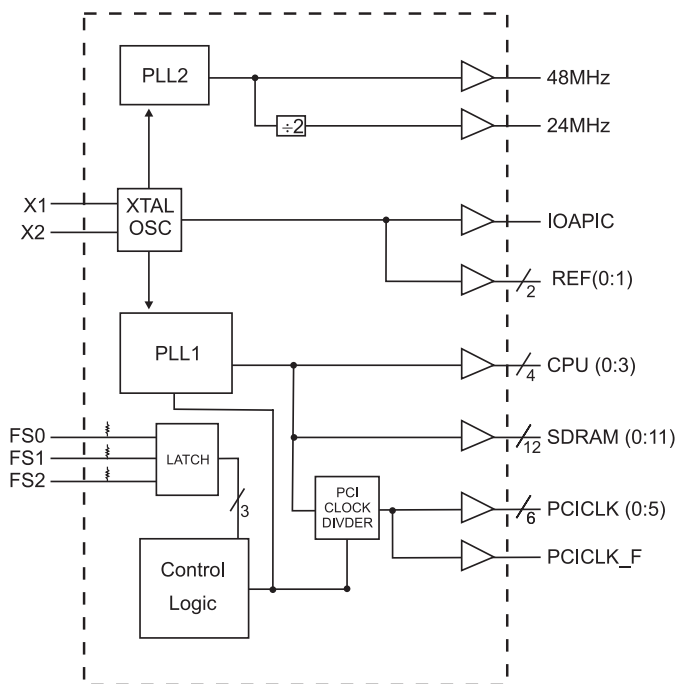 PLL2
48MHz
÷2
24MHz
X1
X2
XTAL
OSC
IOAPIC
REF(0:1)
2
PLL1
CPU (0:3)
4
FS0
FS1
FS2
LATCH
SDRAM (0:11)
12
3
PCI
CLOCK
DIVDER
PCICLK (0:5)
6
PCICLK_F
Control
Logic